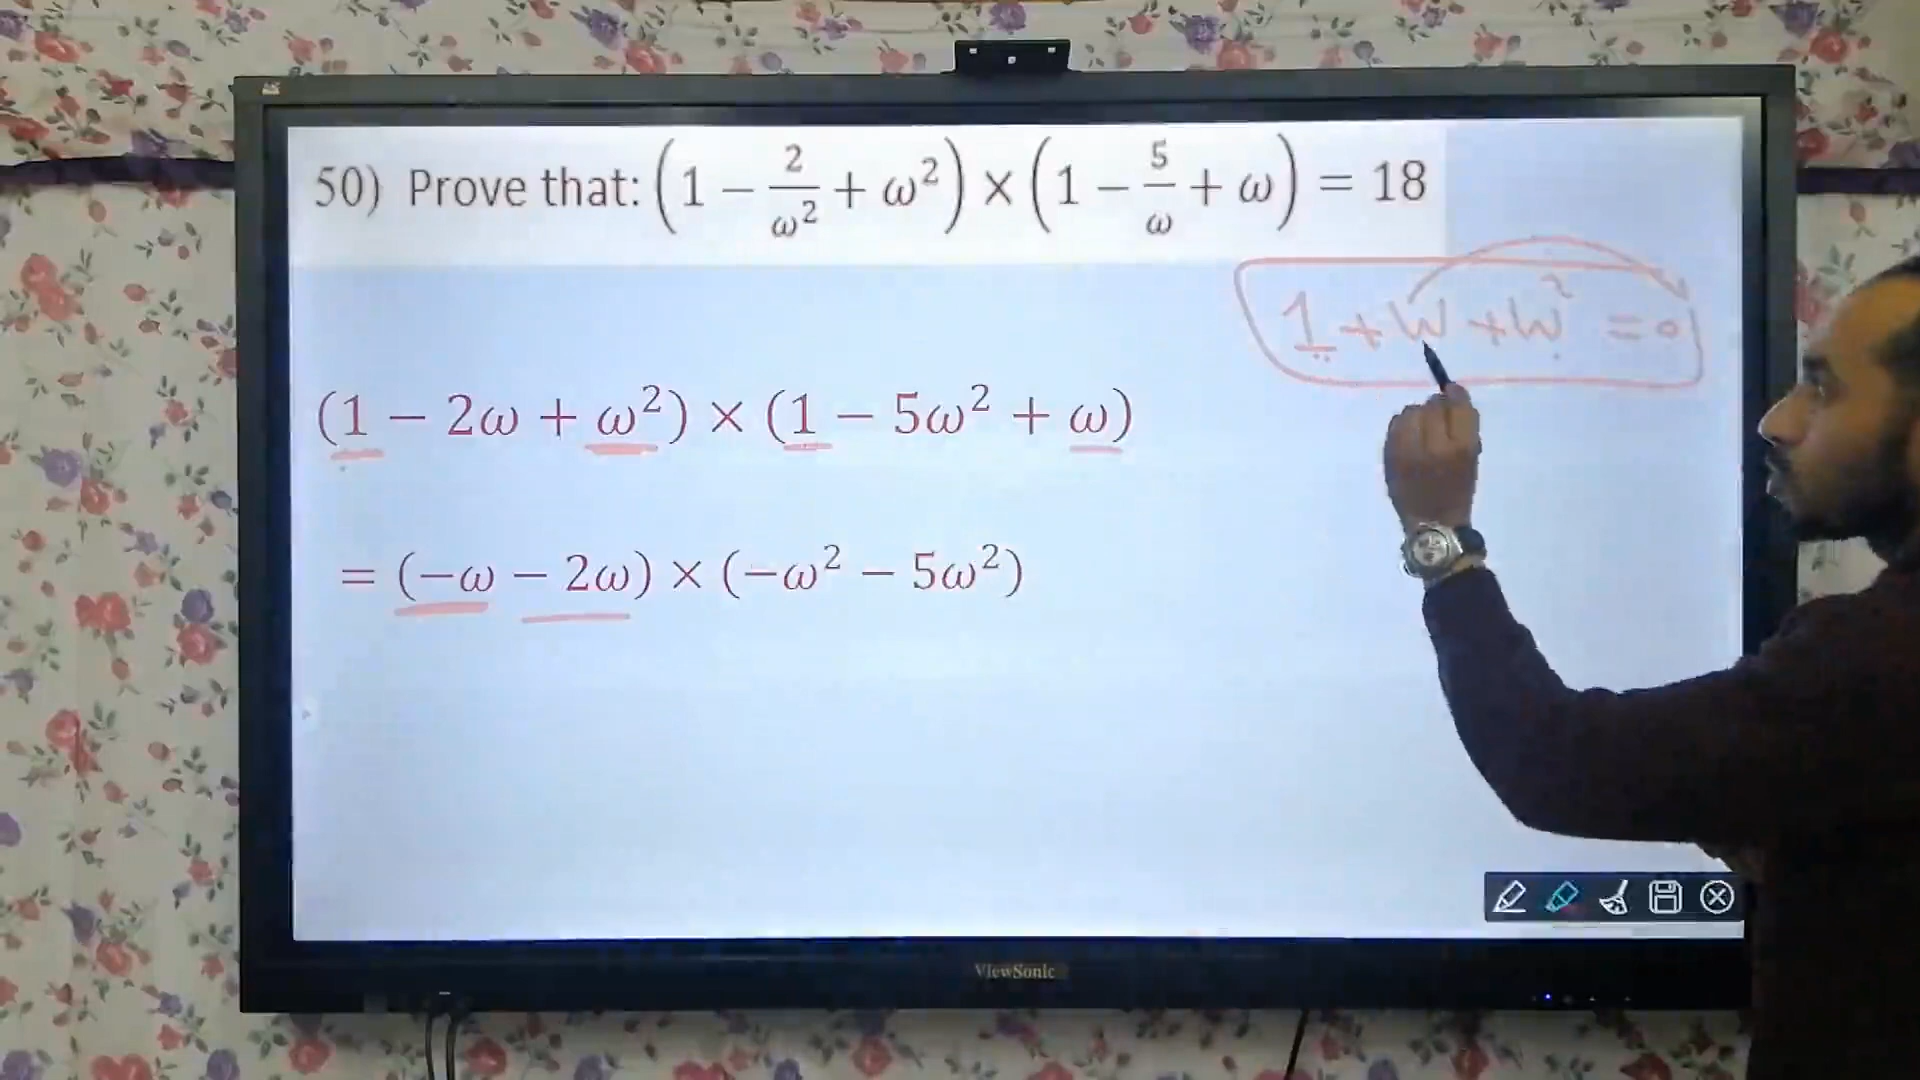 50) Prove that: (1 − 2/ω² + ω²) × (1 − 5/ω + ω) = 18
1 + W + W² = 0
(1 − 2ω + ω²) × (1 − 5ω² + ω)
= (−ω − 2ω) × (−ω² − 5ω²)
ViewSonic